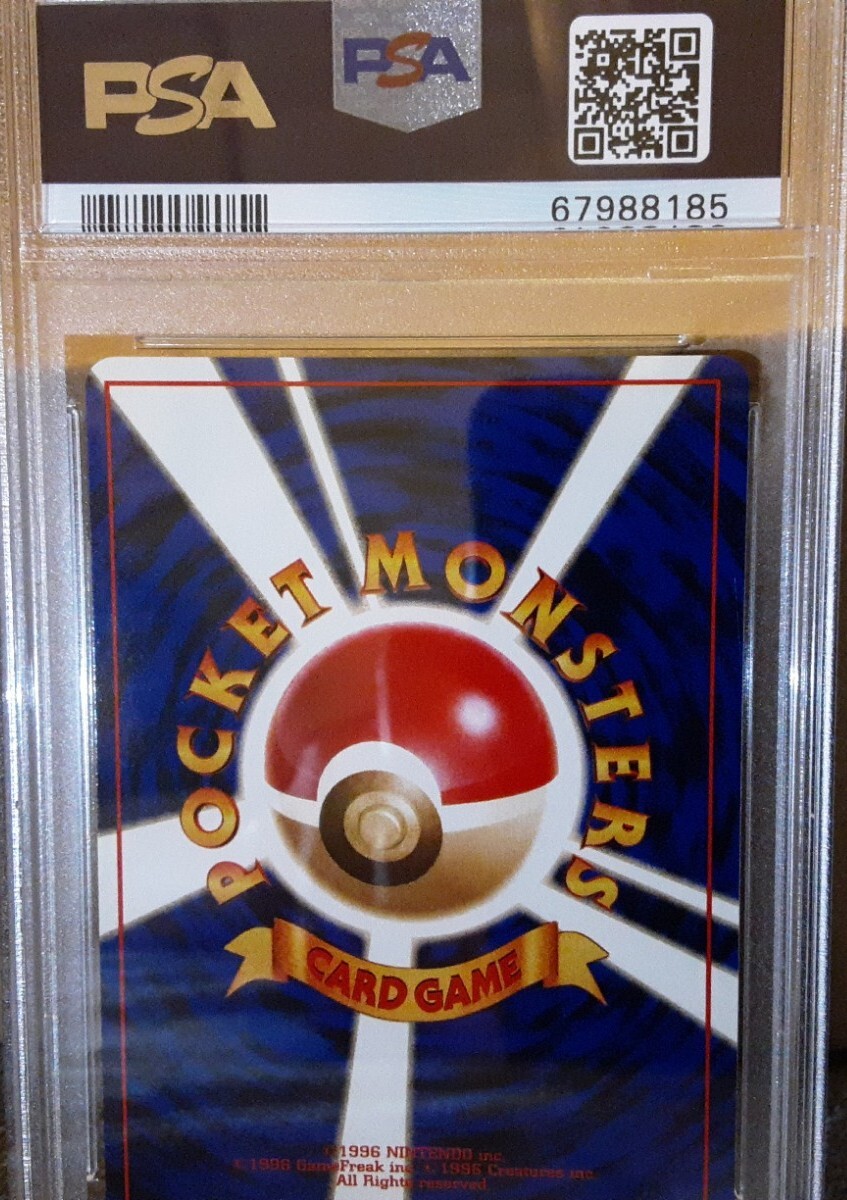 PSA
PSA
67988185
POCKET MONSTERS
CARD GAME
©1996 NINTENDO inc.
©1996 GameFreak inc. ©1996 Creatures inc.
All Rights reserved.